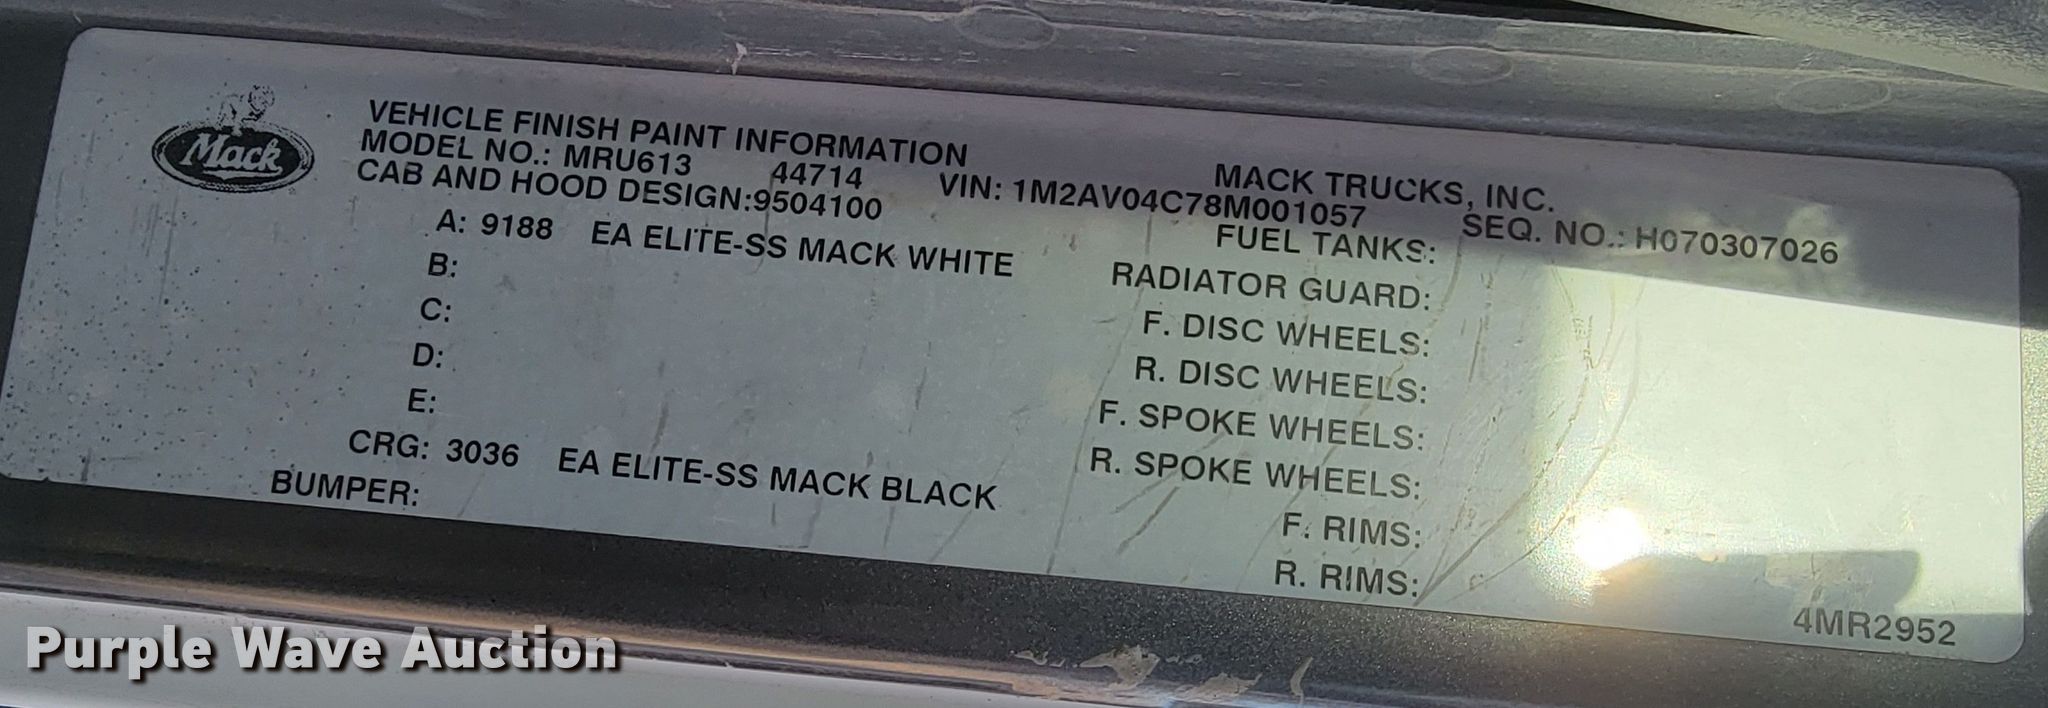 Mack
VEHICLE FINISH PAINT INFORMATION
MACK TRUCKS, INC.
MODEL NO.: MRU613 44714 VIN: 1M2AV04C78M001057 SEQ. NO.: H070307026
CAB AND HOOD DESIGN:9504100
A: 9188 EA ELITE-SS MACK WHITE
B:
C:
D:
E:
CRG: 3036 EA ELITE-SS MACK BLACK
BUMPER:
FUEL TANKS:
RADIATOR GUARD:
F. DISC WHEELS:
R. DISC WHEELS:
F. SPOKE WHEELS:
R. SPOKE WHEELS:
F. RIMS:
R. RIMS:
4MR2952
Purple Wave Auction